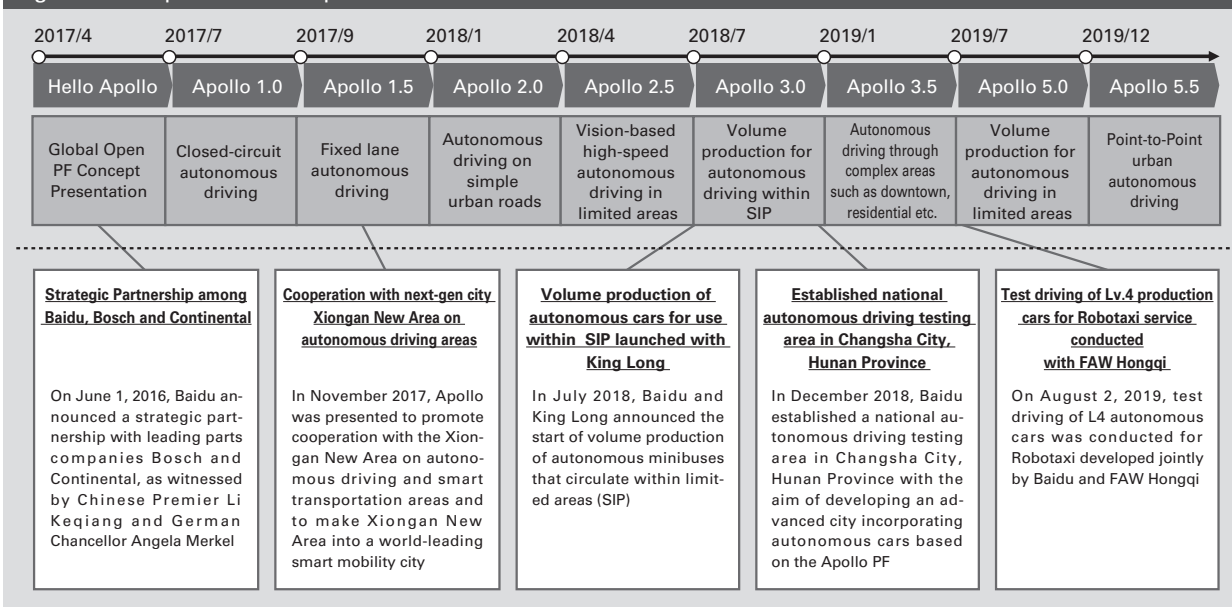 2017/4
2017/7
2017/9
2018/1
2018/4
2018/7
2019/1
2019/7
2019/12
Hello Apollo
Apollo 1.0
Apollo 1.5
Apollo 2.0
Apollo 2.5
Apollo 3.0
Apollo 3.5
Apollo 5.0
Apollo 5.5
Global Open
PF Concept
Presentation
Closed-circuit
autonomous
driving
Fixed lane
autonomous
driving
Autonomous
driving on
simple
urban roads
Vision-based
high-speed
autonomous
driving in
limited areas
Volume
production for
autonomous
driving within
SIP
Autonomous
driving through
complex areas
such as downtown,
residential etc.
Volume
production for
autonomous
driving in
limited areas
Point-to-Point
urban
autonomous
driving
Strategic Partnership among
Baidu, Bosch and Continental
On June 1, 2016, Baidu an-
nounced a strategic part-
nership with leading parts
companies Bosch and
Continental, as witnessed
by Chinese Premier Li
Keqiang and German
Chancellor Angela Merkel
Cooperation with next-gen city
Xiongan New Area on
autonomous driving areas
In November 2017, Apollo
was presented to promote
cooperation with the Xion-
gan New Area on autono-
mous driving and smart
transportation areas and
to make Xiongan New
Area into a world-leading
smart mobility city
Volume production of
autonomous cars for use
within SIP launched with
King Long
In July 2018, Baidu and
King Long announced the
start of volume production
of autonomous minibuses
that circulate within limit-
ed areas (SIP)
Established national
autonomous driving testing
area in Changsha City,
Hunan Province
In December 2018, Baidu
established a national au-
tonomous driving testing
area in Changsha City,
Hunan Province with the
aim of developing an ad-
vanced city incorporating
autonomous cars based
on the Apollo PF
Test driving of Lv.4 production
cars for Robotaxi service
conducted
with FAW Hongqi
On August 2, 2019, test
driving of L4 autonomous
cars was conducted for
Robotaxi developed jointly
by Baidu and FAW Hongqi